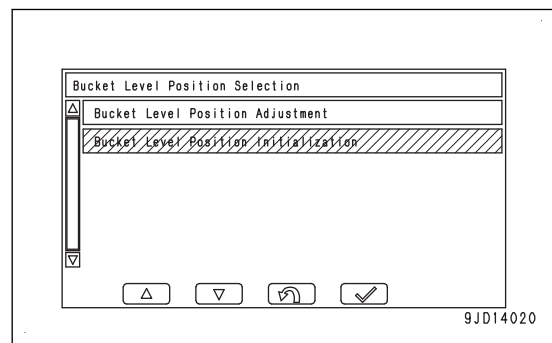 Bucket Level Position Selection
Bucket Level Position Adjustment
Bucket Level Position Initialization
9JD14020